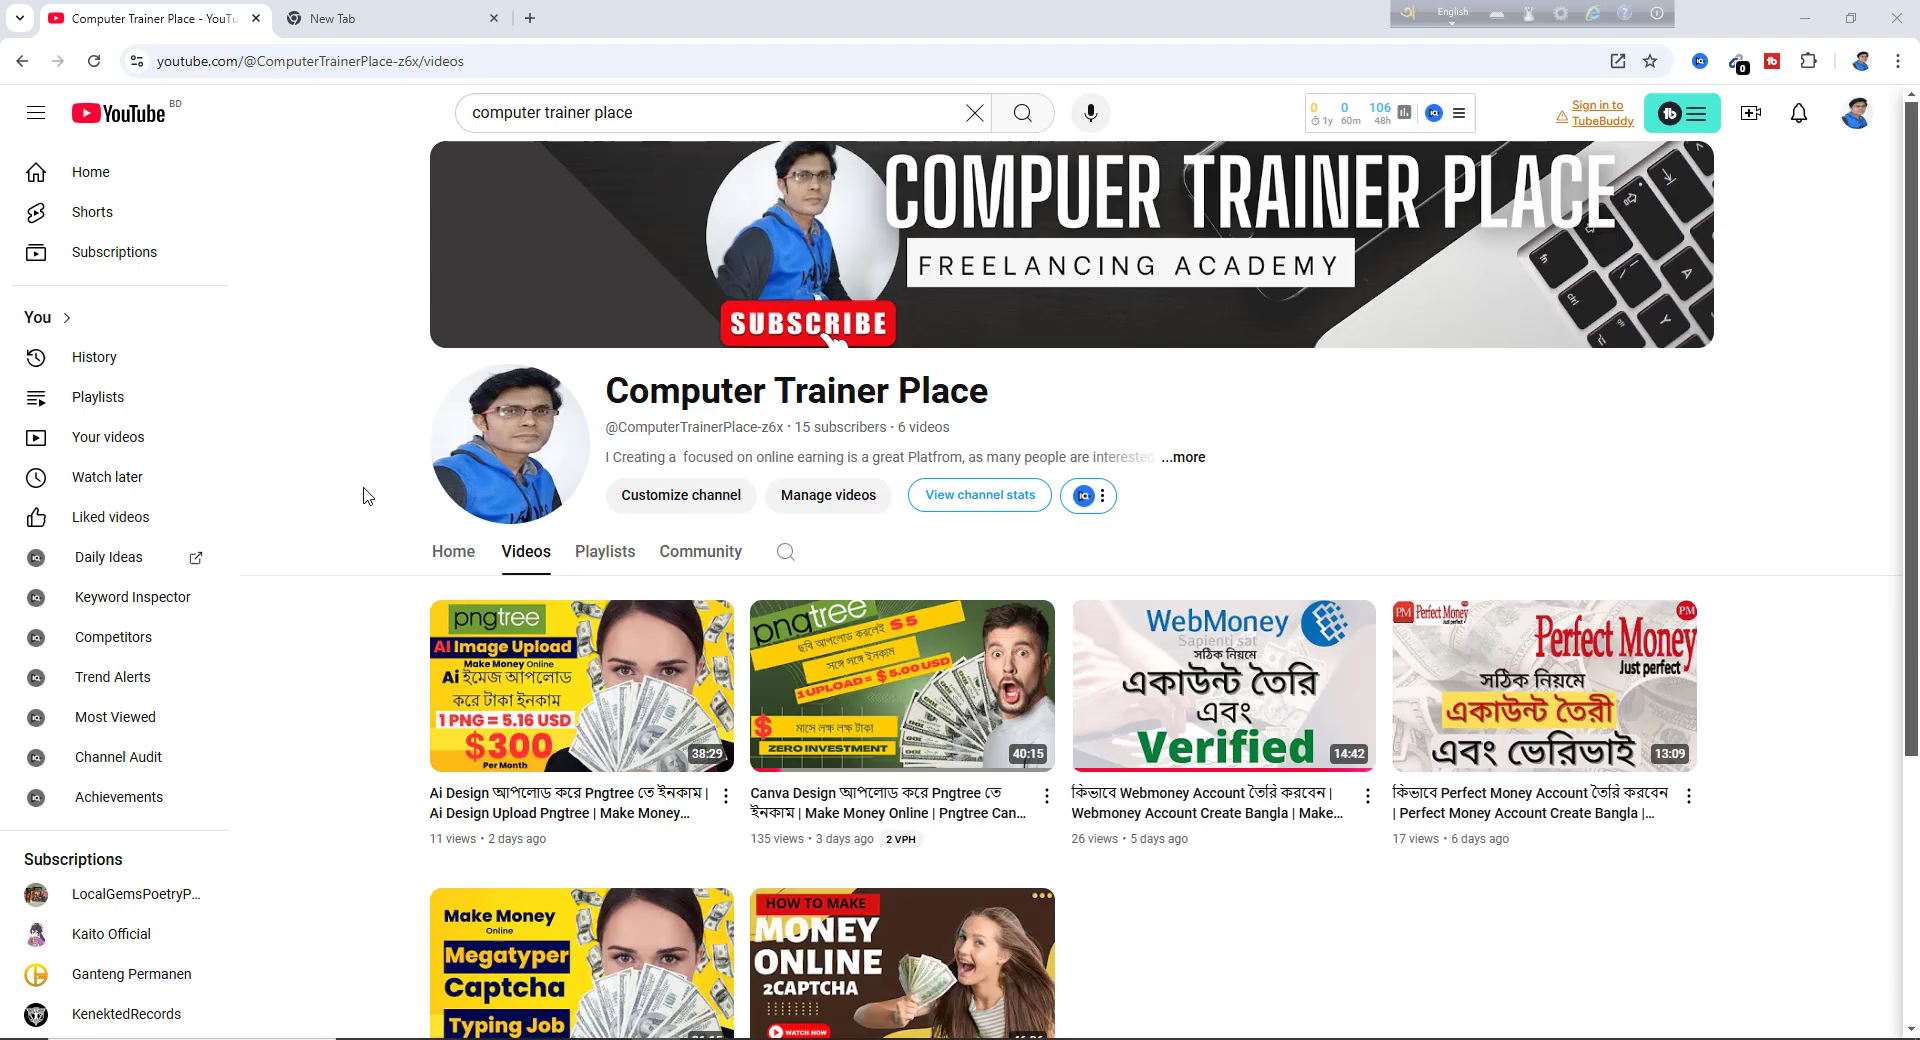 Computer Trainer Place - YouTu
New Tab
English
youtube.com/@ComputerTrainerPlace-z6x/videos
0
YouTube BD
computer trainer place
0 0 106
1y 60m 48h
Sign in to
TubeBuddy
Home
Shorts
Subscriptions
You
History
Playlists
Your videos
Watch later
Liked videos
Daily Ideas
Keyword Inspector
Competitors
Trend Alerts
Most Viewed
Channel Audit
Achievements
Subscriptions
LocalGemsPoetryP...
Kaito Official
Ganteng Permanen
KenektedRecords
COMPUER TRAINER PLACE
FREELANCING ACADEMY
SUBSCRIBE
Computer Trainer Place
@ComputerTrainerPlace-z6x · 15 subscribers · 6 videos
I Creating a focused on online earning is a great Platfrom, as many people are interested ...more
Customize channel
Manage videos
View channel stats
Home
Videos
Playlists
Community
pngtree
AI Image Upload
Make Money Online
Ai ইমেজ আপলোড
করে টাকা ইনকাম
1 PNG = 5.16 USD
$300
Per Month
38:29
Ai Design আপলোড করে Pngtree তে ইনকাম |
Ai Design Upload Pngtree | Make Money...
11 views · 2 days ago
pngtree
ছবি আপলোড করলেই $5
সঙ্গে সঙ্গে ইনকাম
1 UPLOAD = $ 5.00 USD
$ মাসে লক্ষ লক্ষ টাকা
ZERO INVESTMENT
40:15
Canva Design আপলোড করে Pngtree তে
ইনকাম | Make Money Online | Pngtree Can...
135 views · 3 days ago 2 VPH
WebMoney
Sapienti sat
সঠিক নিয়মে
একাউন্ট তৈরি
এবং
Verified
14:42
কিভাবে Webmoney Account তৈরি করবেন |
Webmoney Account Create Bangla | Make...
26 views · 5 days ago
PM Perfect Money
PM
Perfect Money
Just perfect
সঠিক নিয়মে
একাউন্ট তৈরী
এবং ভেরিভাই
13:09
কিভাবে Perfect Money Account তৈরি করবেন
| Perfect Money Account Create Bangla |...
17 views · 6 days ago
Make Money
Online
Megatyper
Captcha
Typing Job
HOW TO MAKE
MONEY
ONLINE
2CAPTCHA
WATCH NOW